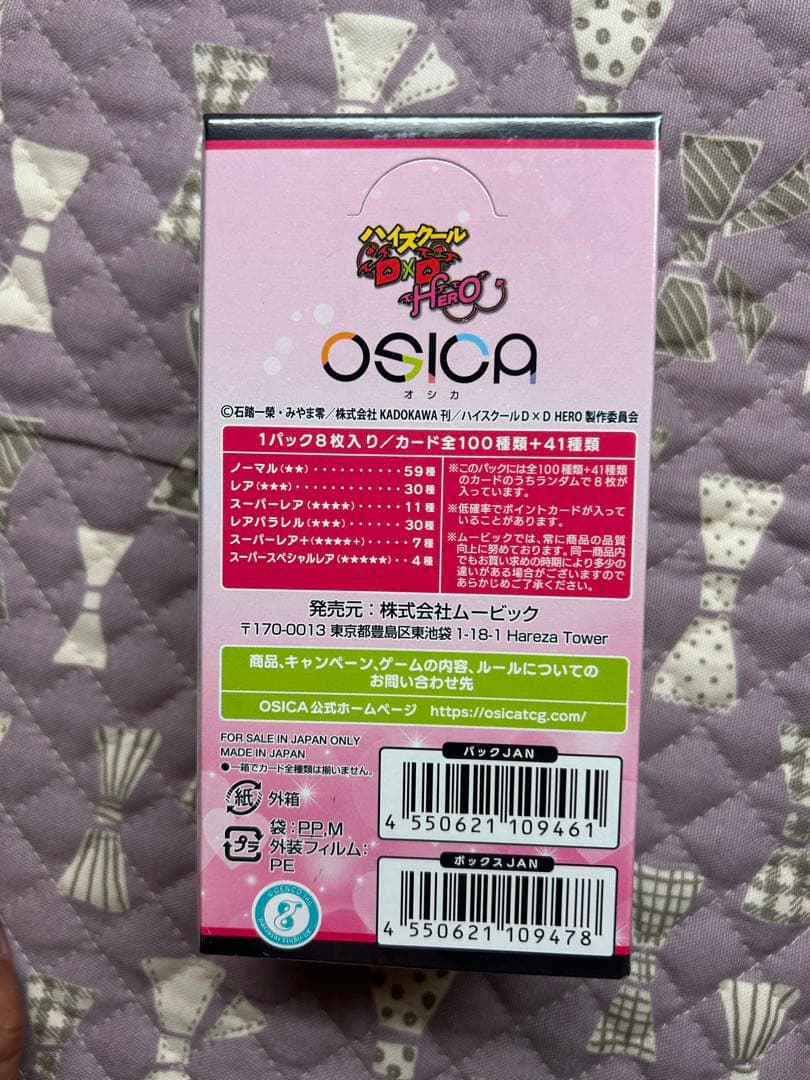 ハイスクール
D×D
HERO
OSICA
オシカ
©石踏一榮・みやま零／株式会社 KADOKAWA 刊／ハイスクールD×D HERO 製作委員会
1パック8枚入り／カード全100種類+41種類
ノーマル(★★)··········59種
レア(★★★)············30種
スーパーレア(★★★★)······11種
レアパラレル(★★★)·······30種
スーパーレア+(★★★★+)·····7種
スーパースペシャルレア(★★★★★)··4種
※このパックには全100種類+41種類
のカードのうちランダムで8枚が
入っています。
※低確率でポイントカードが入って
いることがあります。
※ムービックでは、常に商品の品質
向上に努めております。同一商品内
でもお買い求めの時期により多少の
違いがある場合がございますので
あらかじめご了承ください。
発売元：株式会社ムービック
〒170-0013 東京都豊島区東池袋 1-18-1 Hareza Tower
商品、キャンペーン、ゲームの内容、ルールについての
お問い合わせ先
OSICA公式ホームページ https://osicatcg.com/
FOR SALE IN JAPAN ONLY
MADE IN JAPAN
●一箱でカード全種類は揃いません。
紙 外箱
プラ 袋：PP,M
外装フィルム：
PE
© GENCO INC.
All rights reserved
パックJAN
4 550621 109461
ボックスJAN
4 550621 109478